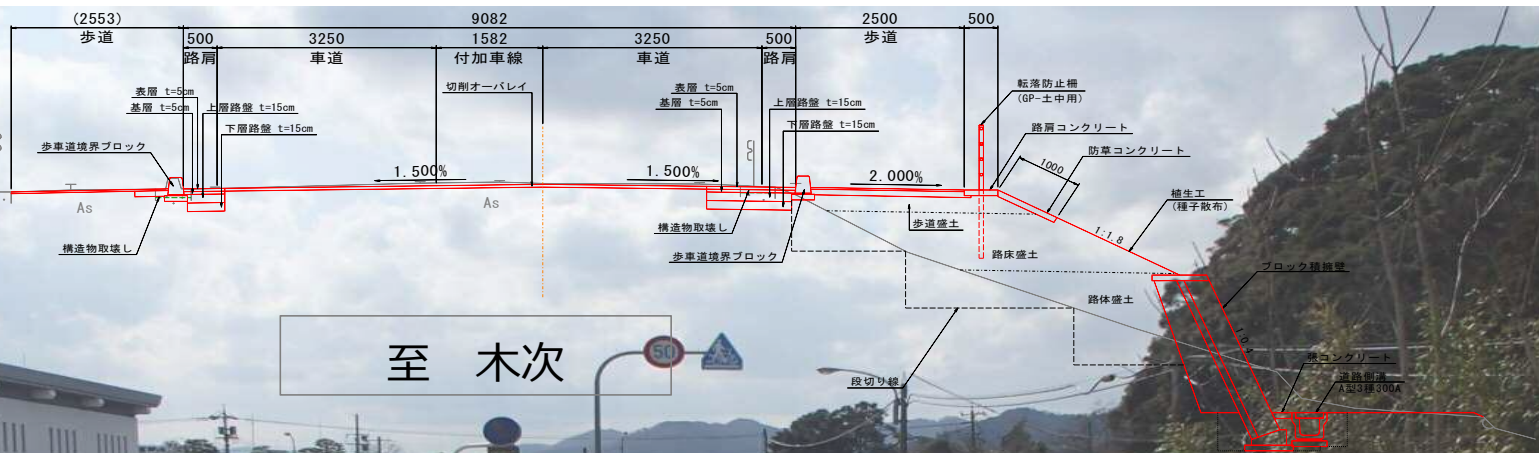 (2553)
9082
2500
500
歩道
500
3250
1582
3250
500
歩道
路肩
車道
付加車線
車道
路肩
表層 t=5cm
基層 t=5cm
上層路盤 t=15cm
下層路盤 t=15cm
歩車道境界ブロック
切削オーバレイ
表層 t=5cm
基層 t=5cm
上層路盤 t=15cm
下層路盤 t=15cm
転落防止柵
(GP-土中用)
路肩コンクリート
防草コンクリート
1000
1.500%
1.500%
2.000%
植生工
(種子散布)
As
As
構造物取壊し
構造物取壊し
歩車道境界ブロック
歩道盛土
1:1.8
路床盛土
ブロック積擁壁
路体盛土
至 木次
50
段切り線
張コンクリート
道路側溝
A型3種300A